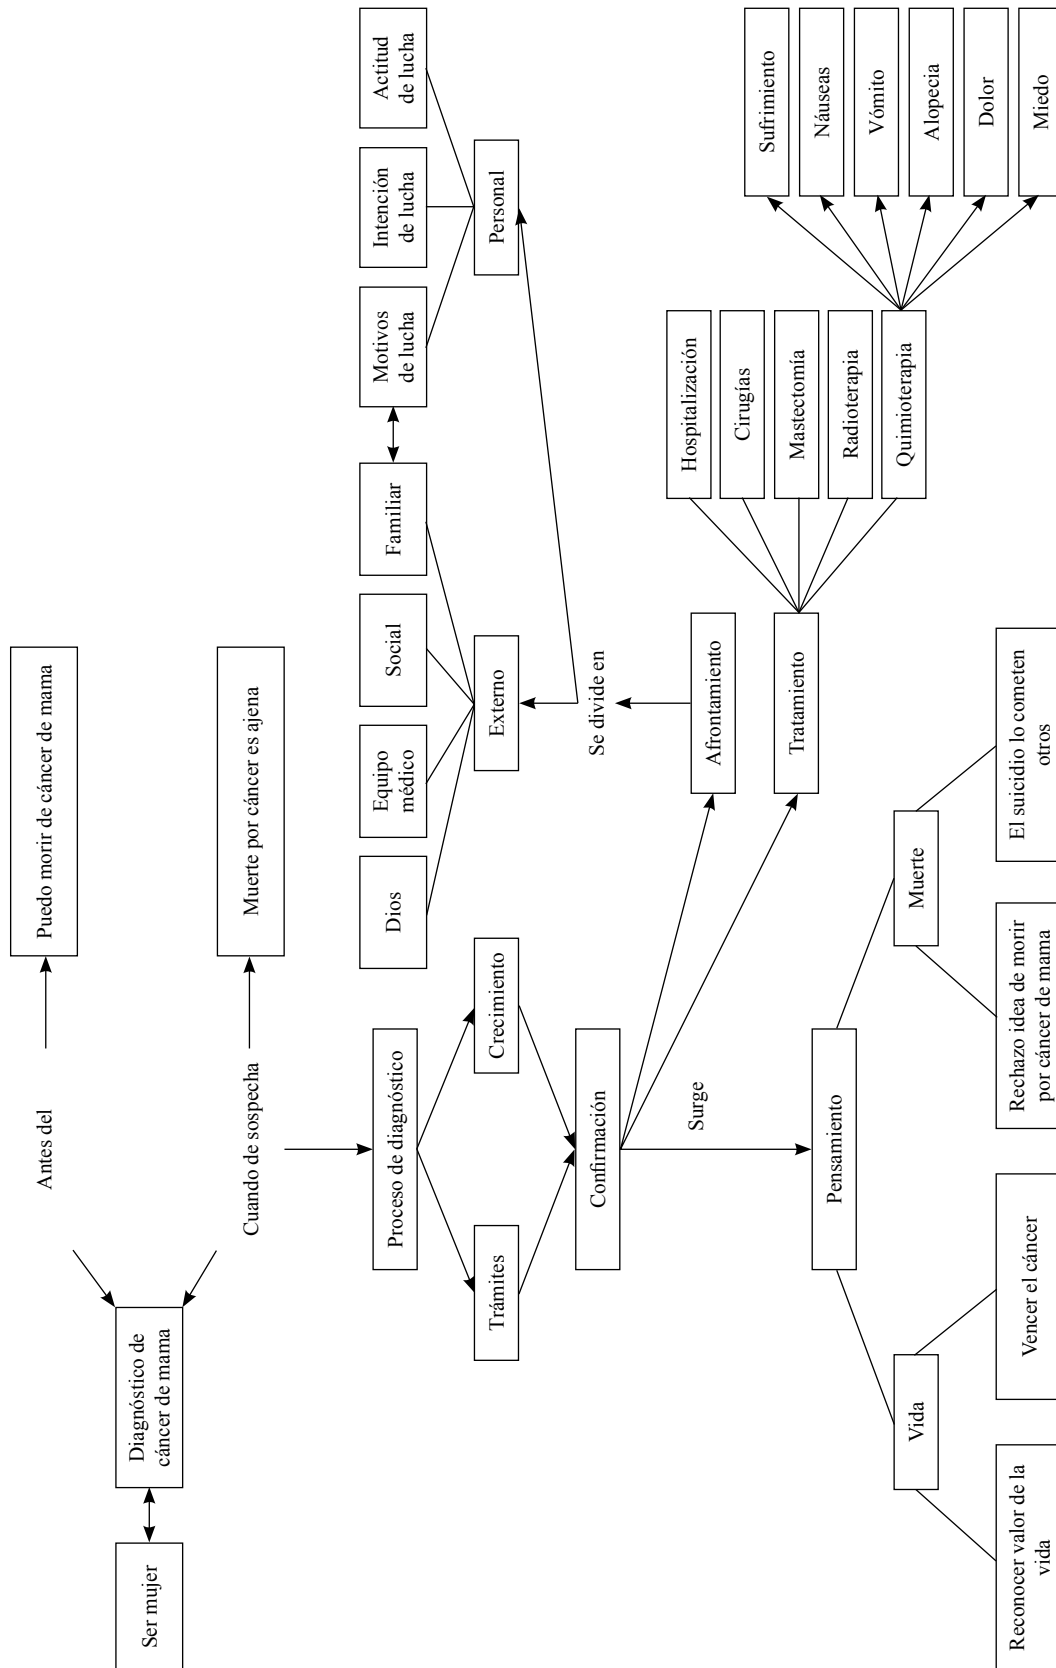 Ser mujer
Diagnóstico de
cáncer de mama
Antes del
Puedo morir de cáncer de mama
Cuando de sospecha
Muerte por cáncer es ajena
Proceso de diagnóstico
Trámites
Crecimiento
Confirmación
Dios
Equipo
médico
Social
Familiar
Motivos
de lucha
Intención
de lucha
Actitud
de lucha
Externo
Personal
Se divide en
Afrontamiento
Tratamiento
Hospitalización
Cirugías
Mastectomía
Radioterapia
Quimioterapia
Sufrimiento
Náuseas
Vómito
Alopecia
Dolor
Miedo
Surge
Pensamiento
Vida
Muerte
Reconocer valor de la
vida
Vencer el cáncer
Rechazo idea de morir
por cáncer de mama
El suicidio lo cometen
otros